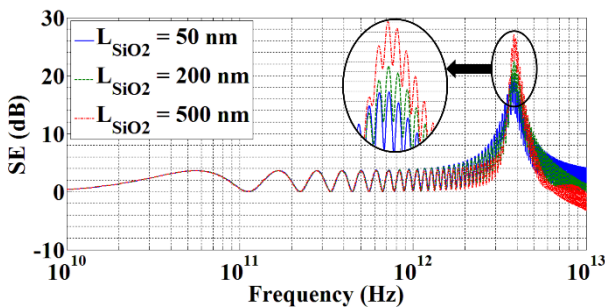 30
20
10
0
-10
SE (dB)
L_SiO2 = 50 nm
L_SiO2 = 200 nm
L_SiO2 = 500 nm
10^10
10^11
10^12
10^13
Frequency (Hz)